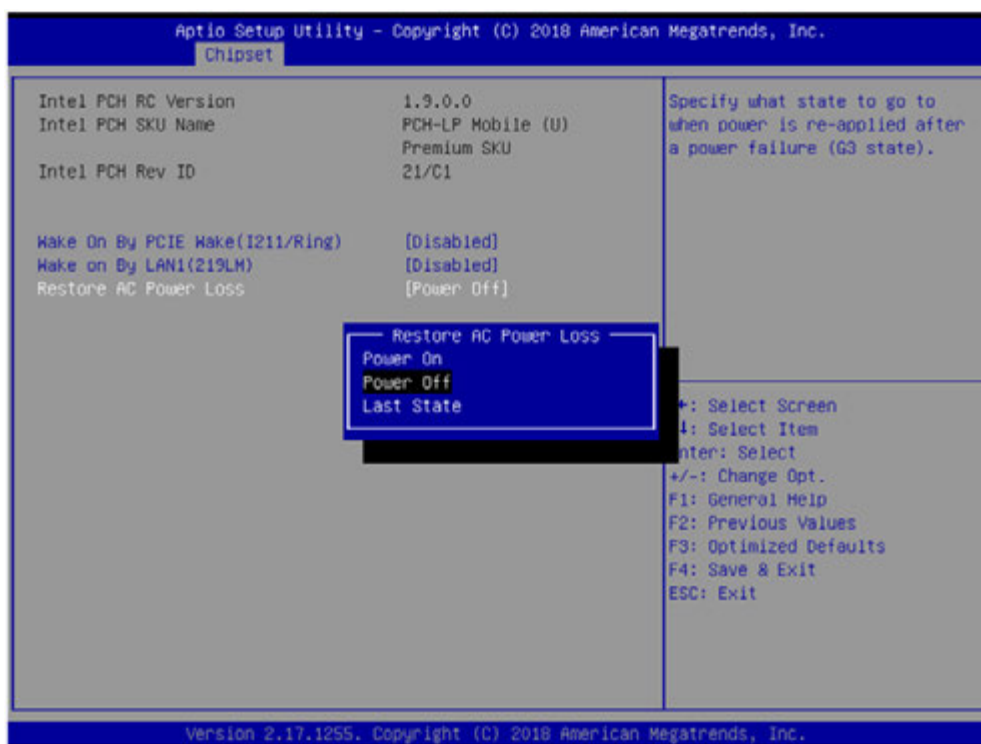 Aptio Setup Utility - Copyright (C) 2018 American Megatrends, Inc.
Chipset
Intel PCH RC Version 1.9.0.0
Intel PCH SKU Name PCH-LP Mobile (U)
Premium SKU
Intel PCH Rev ID 21/C1
Wake On By PCIE Wake(I211/Ring) [Disabled]
Wake on By LAN1(219LM) [Disabled]
Restore AC Power Loss [Power Off]
Restore AC Power Loss
Power On
Power Off
Last State
Specify what state to go to
when power is re-applied after
a power failure (G3 state).
: Select Screen
: Select Item
nter: Select
+/-: Change Opt.
F1: General Help
F2: Previous Values
F3: Optimized Defaults
F4: Save & Exit
ESC: Exit
Version 2.17.1255. Copyright (C) 2018 American Megatrends, Inc.